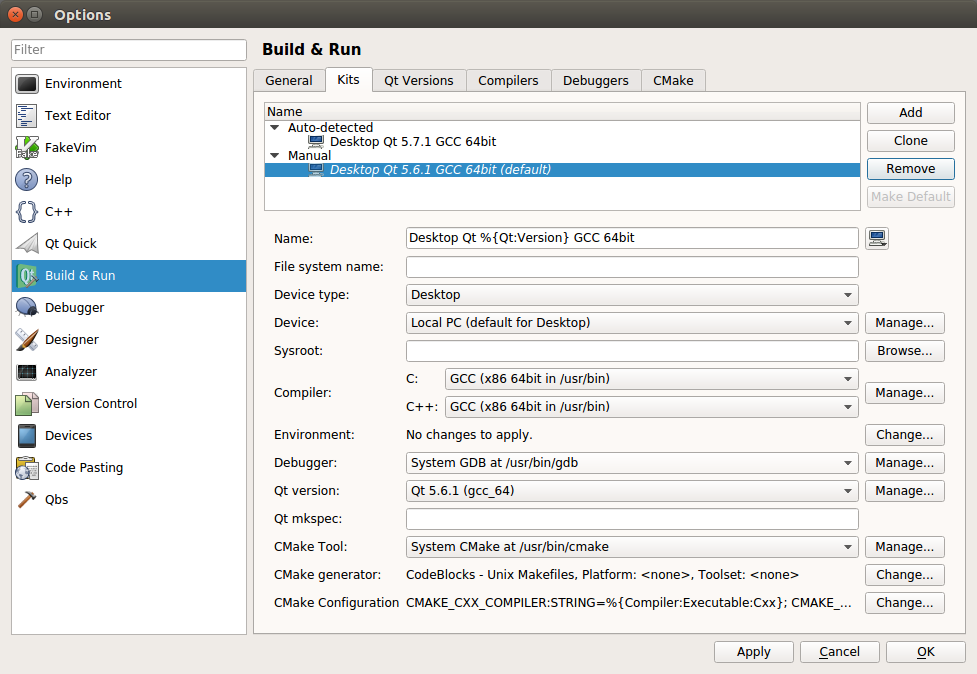 Options
Filter
Environment
Text Editor
FakeVim
Help
C++
Qt Quick
Build & Run
Debugger
Designer
Analyzer
Version Control
Devices
Code Pasting
Qbs
Build & Run
General Kits Qt Versions Compilers Debuggers CMake
Name
Auto-detected
Desktop Qt 5.7.1 GCC 64bit
Manual
Desktop Qt 5.6.1 GCC 64bit (default)
Add
Clone
Remove
Make Default
Name: Desktop Qt %{Qt:Version} GCC 64bit
File system name:
Device type: Desktop
Device: Local PC (default for Desktop) Manage...
Sysroot: Browse...
Compiler: C: GCC (x86 64bit in /usr/bin) Manage...
C++: GCC (x86 64bit in /usr/bin)
Environment: No changes to apply. Change...
Debugger: System GDB at /usr/bin/gdb Manage...
Qt version: Qt 5.6.1 (gcc_64) Manage...
Qt mkspec:
CMake Tool: System CMake at /usr/bin/cmake Manage...
CMake generator: CodeBlocks - Unix Makefiles, Platform: <none>, Toolset: <none> Change...
CMake Configuration CMAKE_CXX_COMPILER:STRING=%{Compiler:Executable:Cxx}; CMAKE_... Change...
Apply Cancel OK